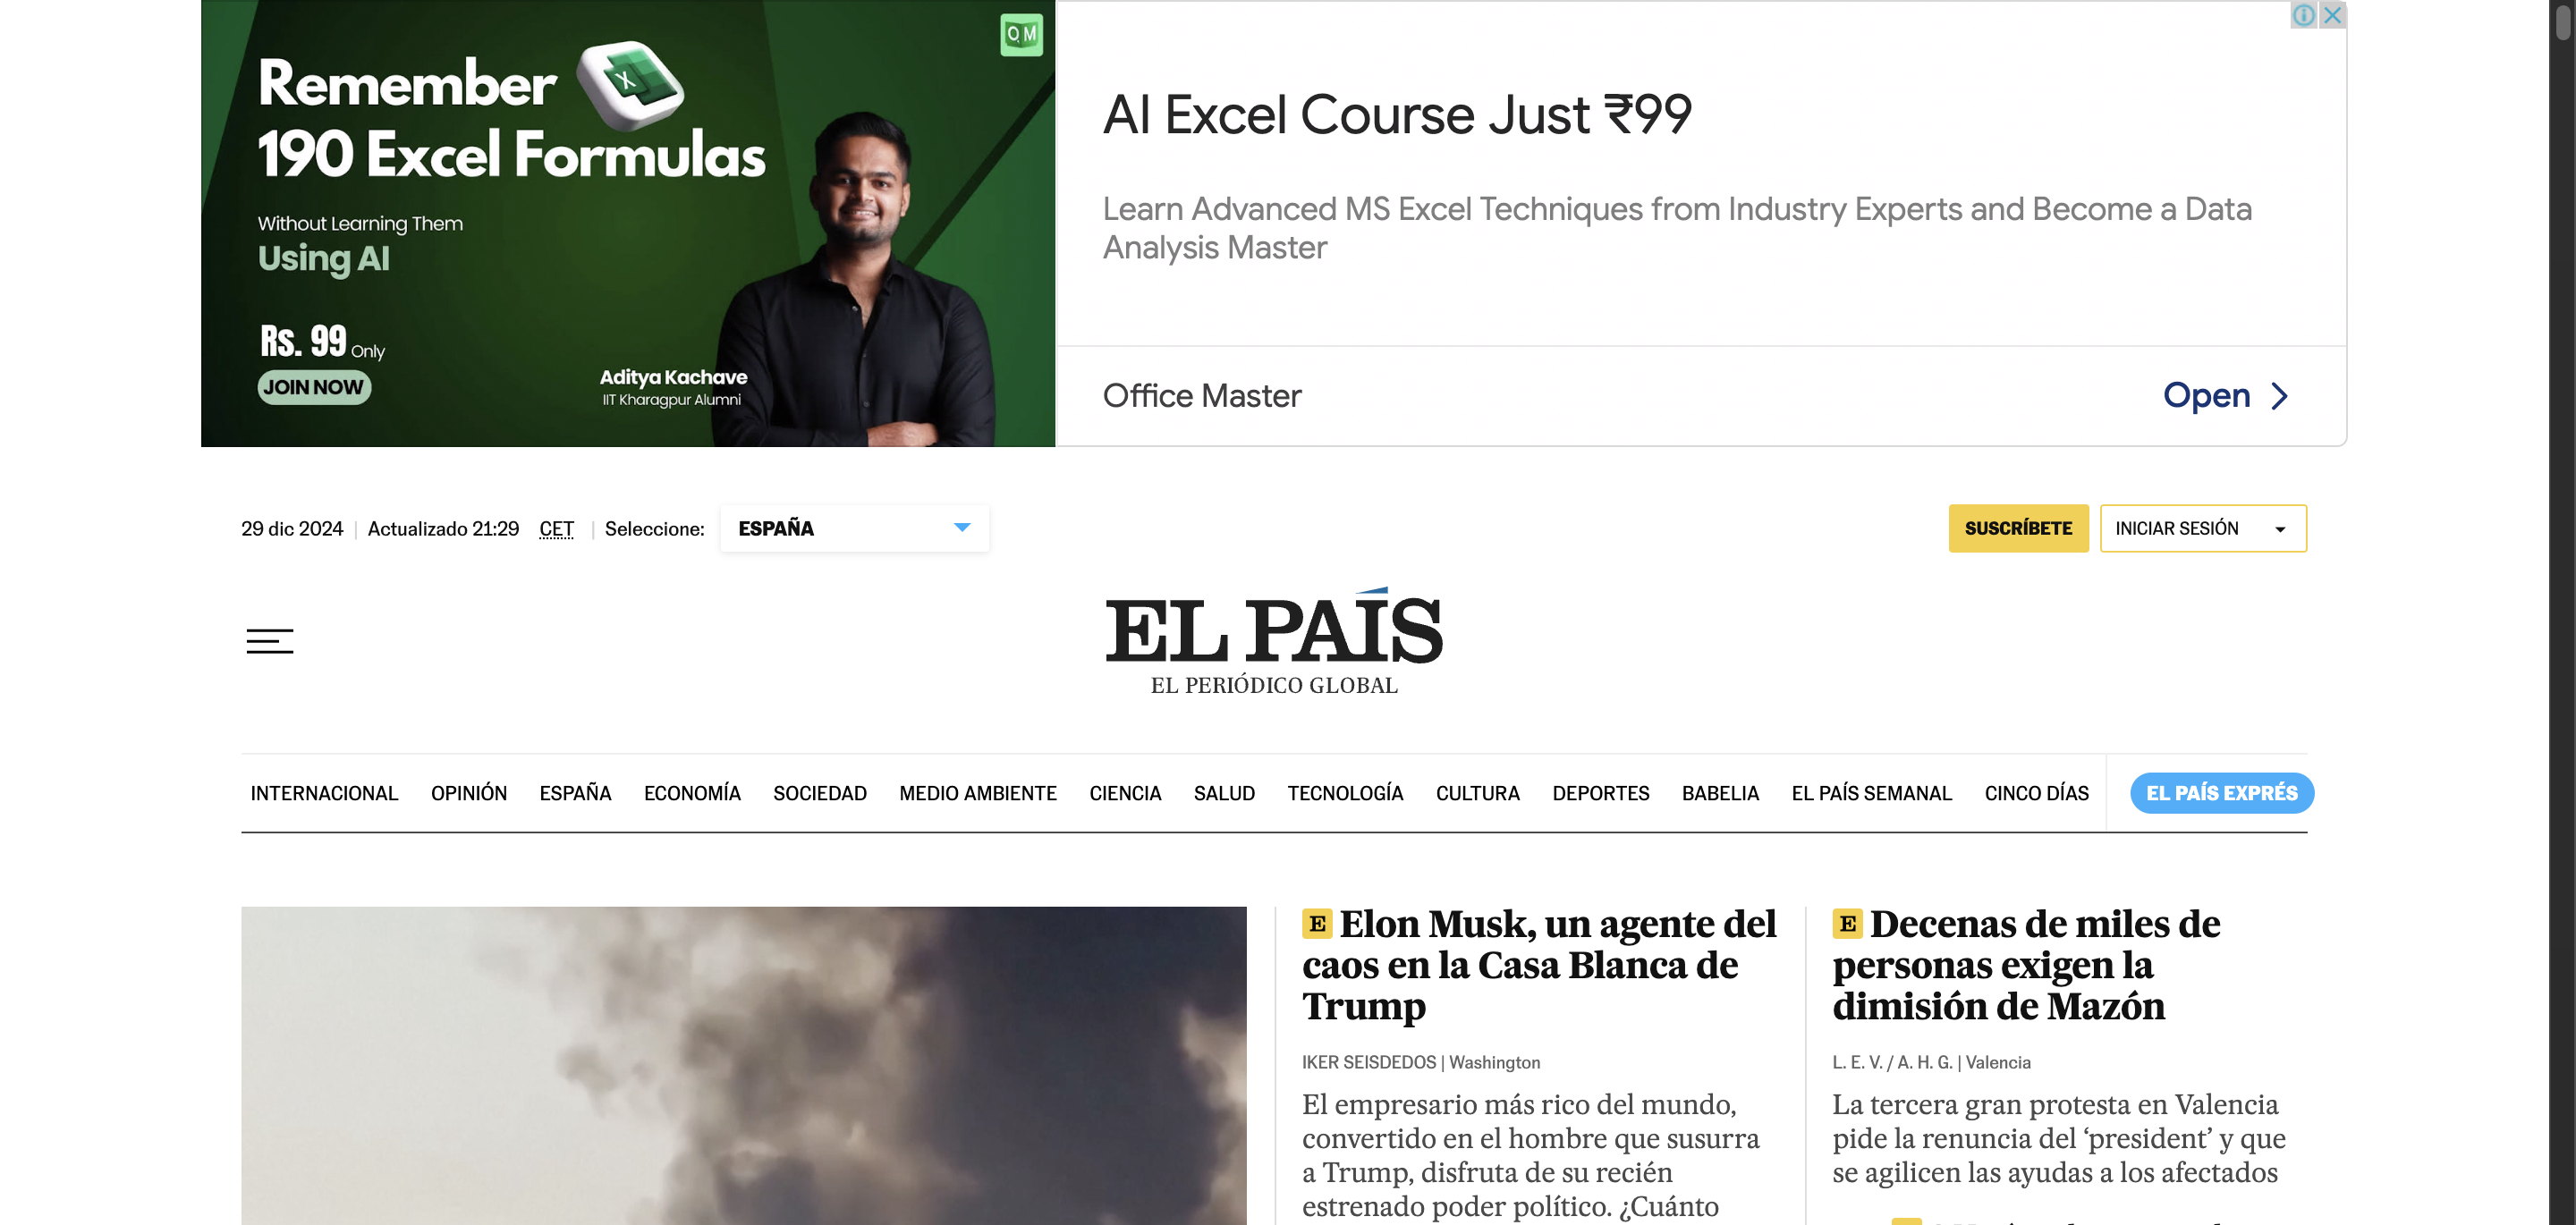 Remember
190 Excel Formulas
Without Learning Them
Using AI
Rs. 99 Only
JOIN NOW
Aditya Kachave
IIT Kharagpur Alumni
QM
AI Excel Course Just ₹99
Learn Advanced MS Excel Techniques from Industry Experts and Become a Data
Analysis Master
Office Master
Open
29 dic 2024 | Actualizado 21:29 CET | Seleccione: ESPAÑA
SUSCRÍBETE
INICIAR SESIÓN
EL PAÍS
EL PERIÓDICO GLOBAL
INTERNACIONAL OPINIÓN ESPAÑA ECONOMÍA SOCIEDAD MEDIO AMBIENTE CIENCIA SALUD TECNOLOGÍA CULTURA DEPORTES BABELIA EL PAÍS SEMANAL CINCO DÍAS EL PAÍS EXPRÉS
E Elon Musk, un agente del
caos en la Casa Blanca de
Trump
IKER SEISDEDOS | Washington
El empresario más rico del mundo,
convertido en el hombre que susurra
a Trump, disfruta de su recién
estrenado poder político. ¿Cuánto
E Decenas de miles de
personas exigen la
dimisión de Mazón
L. E. V. / A. H. G. | Valencia
La tercera gran protesta en Valencia
pide la renuncia del ‘president’ y que
se agilicen las ayudas a los afectados